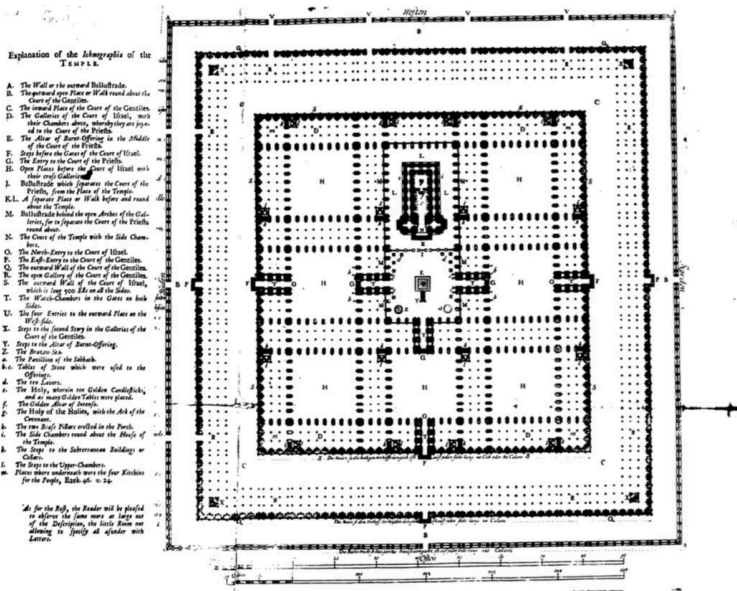 Explanation of the Ichnographia of the
TEMPLE.
A. The Wall or the outward Ballustrade.
B. The outward open Place or Walk round about the
Court of the Gentiles.
C. The inward Place of the Court of the Gentiles.
D. The Galleries of the Court of Israel, with
their Chambers above, whereby they are joyn-
ed to the Court of the Priests.
E. The Altar of Burnt-Offering in the Middle
of the Court of the Priests.
F. Steps before the Gates of the Court of Israel.
G. The Entry to the Court of the Priests.
H. Open Places before the Court of Israel with
their cross Galleries.
J. Ballustrade which separates the Court of the
Priests, from the Place of the Temple.
K.L. A separate Place or Walk before and round
about the Temple.
M. Ballustrade behind the open Arches of the Gal-
leries, for to separate the Court of the Priests
round about.
N. The Court of the Temple with the Side Cham-
bers.
O. The North-Entry to the Court of Israel.
P. The East-Entry to the Court of the Gentiles.
Q. The outward Wall of the Court of the Gentiles.
R. The open Gallery of the Court of the Gentiles.
S. The outward Wall of the Court of Israel,
which is long 500 Ells on all the Sides.
T. The Watch-Chambers in the Gates on both
Sides.
U. The four Entries to the outward Place on the
West-side.
X. Steps to the second Story in the Galleries of the
Court of the Gentiles.
Y. Steps to the Altar of Burnt-Offering.
Z. The Brazen-Sea.
a. The Pavillion of the Sabbath.
b.c. Tables of Stone which were used to the
Offerings.
d. The ten Lavers.
e. The Holy, wherein ten Golden Candlesticks,
and as many Golden Tables were placed.
f. The Golden Altar of Incense.
g. The Holy of the Holies, with the Ark of the
Covenant.
h. The two Brass Pillars erected in the Porch.
i. The Side Chambers round about the House of
the Temple.
k. The Steps to the Subterranean Buildings or
Cellars.
l. The Steps to the Upper-Chambers.
m. Places where underneath were the four Kitchins
for the People, Ezek. 46. v. 24.
As for the Rest, the Reader will be pleased
to observe the same more at large out
of the Description, the little Room not
allowing to specify all asunder with
Letters.
Westen
Osten